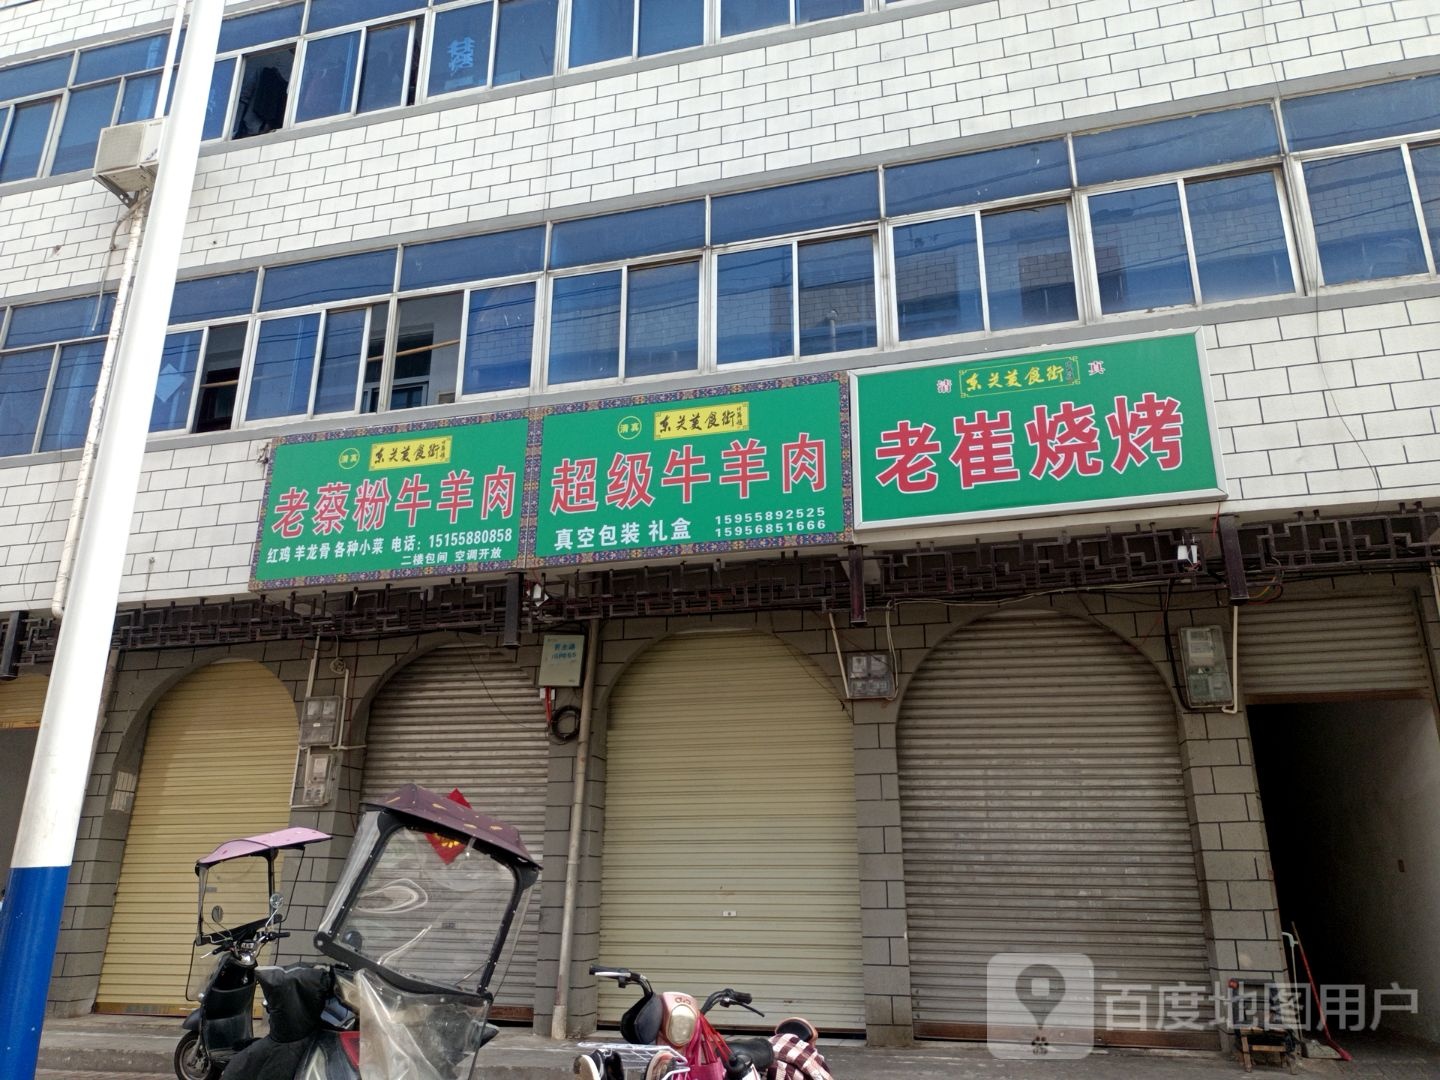 清真
东关美食街
老蔡粉牛羊肉
红鸡 羊龙骨 各种小菜 电话：15155880858
二楼包间 空调开放
清真
东关美食街
超级牛羊肉
真空包装 礼盒
15955892525
15956851666
清 东关美食街 真
老崔烧烤
百度地图用户